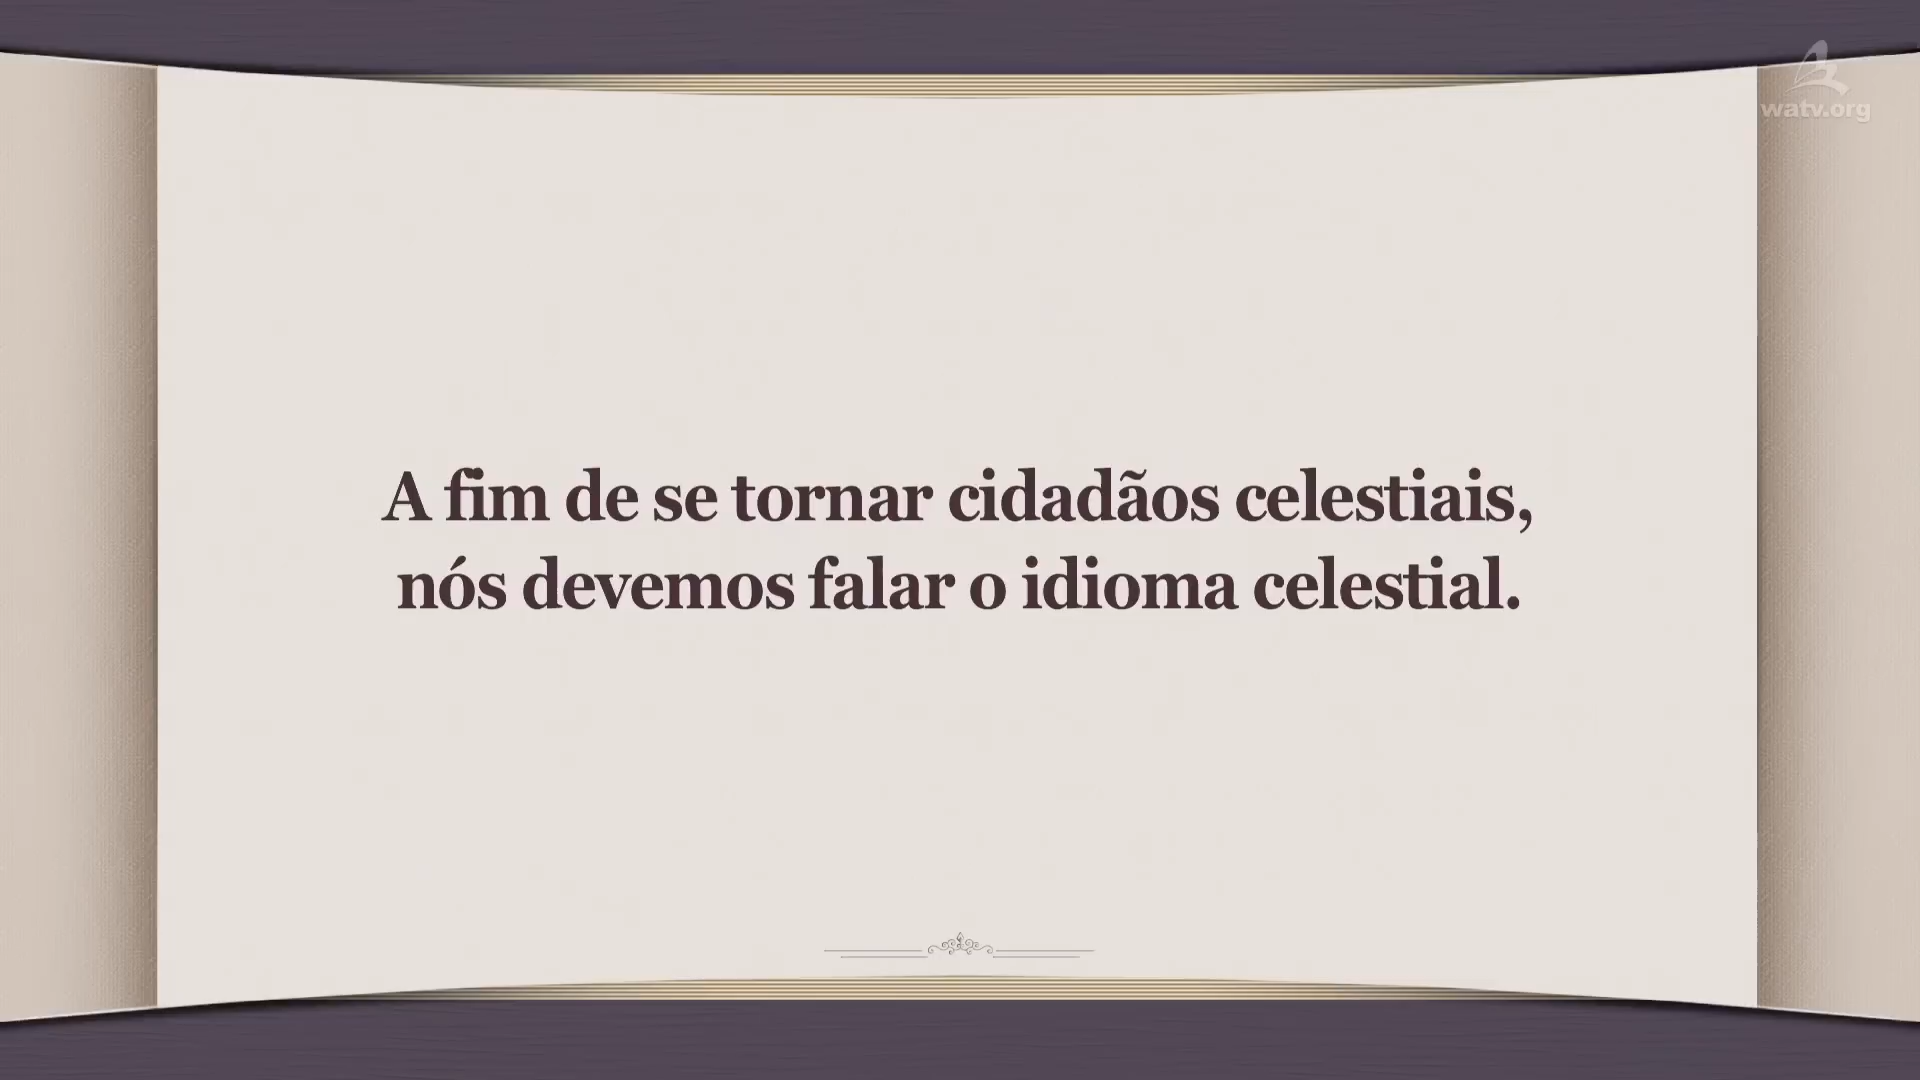 watv.org
A fim de se tornar cidadãos celestiais,
nós devemos falar o idioma celestial.